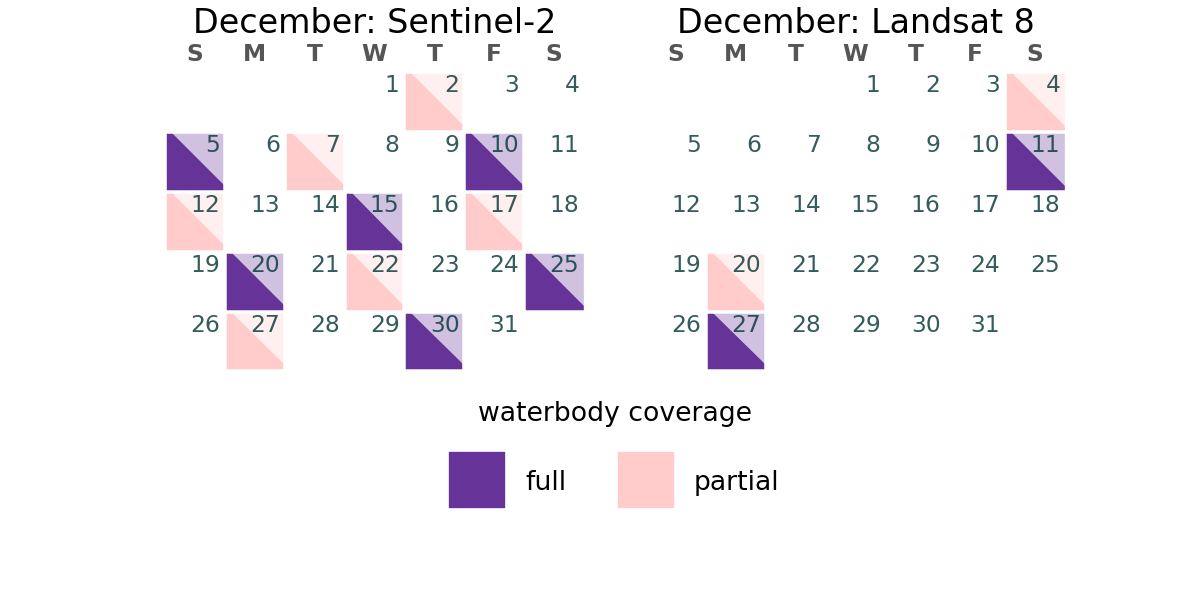 December: Sentinel-2
S M T W T F S
1 2 3 4
5 6 7 8 9 10 11
12 13 14 15 16 17 18
19 20 21 22 23 24 25
26 27 28 29 30 31
December: Landsat 8
S M T W T F S
1 2 3 4
5 6 7 8 9 10 11
12 13 14 15 16 17 18
19 20 21 22 23 24 25
26 27 28 29 30 31
waterbody coverage
full partial